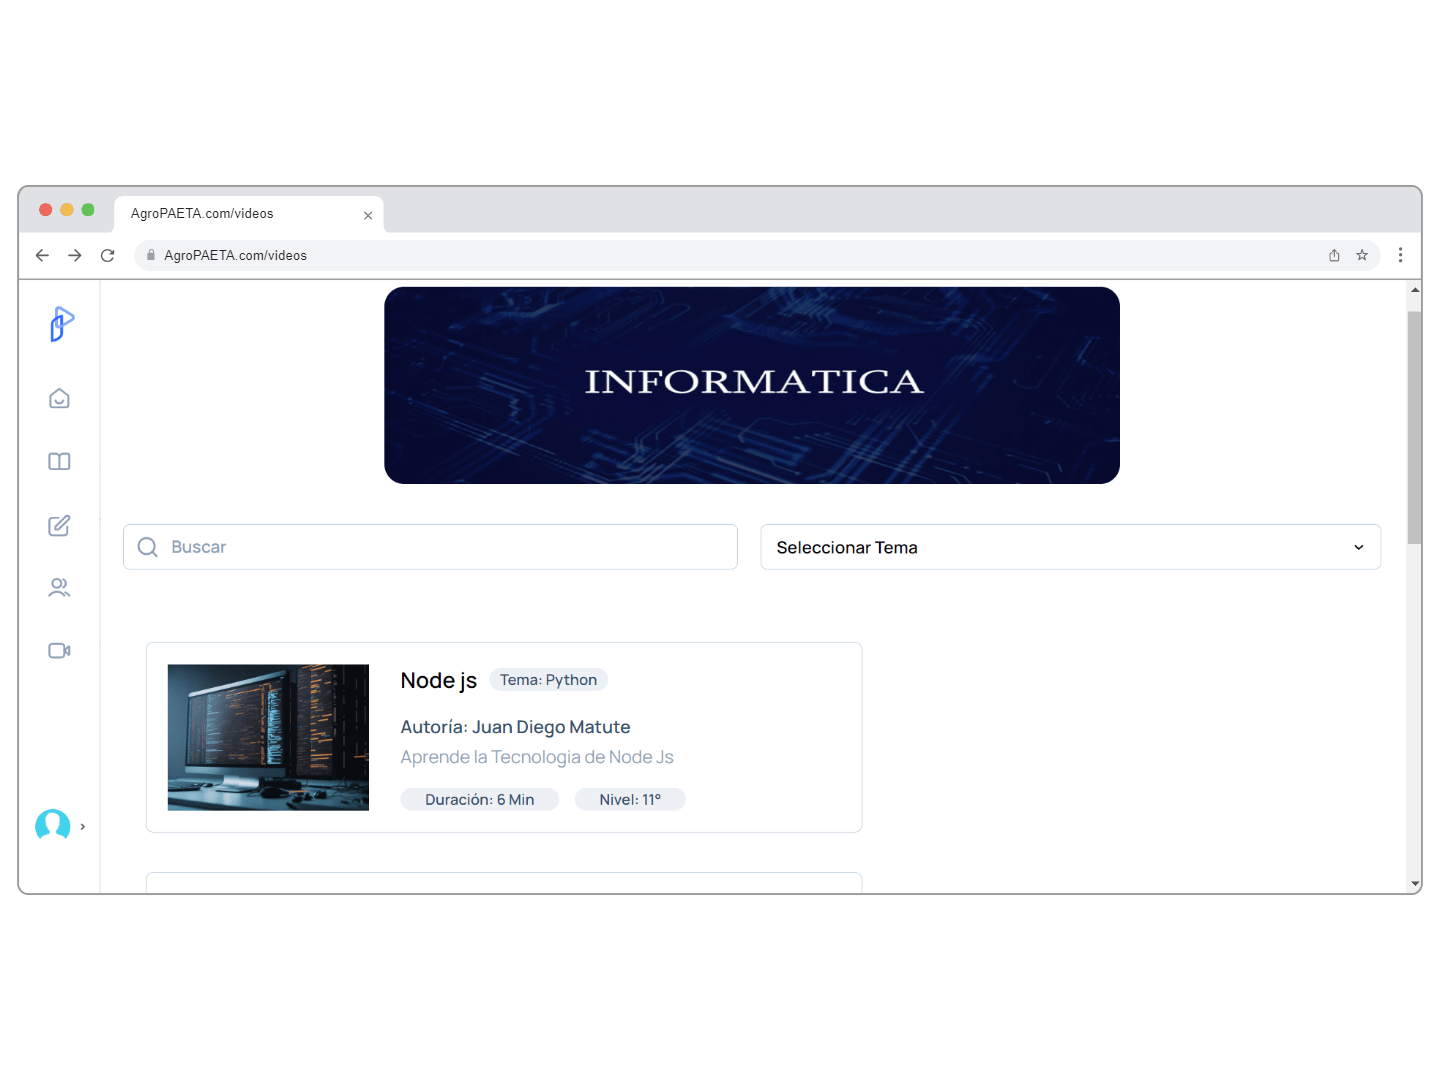 AgroPAETA.com/videos
AgroPAETA.com/videos
INFORMATICA
Buscar
Seleccionar Tema
Node js
Tema: Python
Autoría: Juan Diego Matute
Aprende la Tecnologia de Node Js
Duración: 6 Min
Nivel: 11°